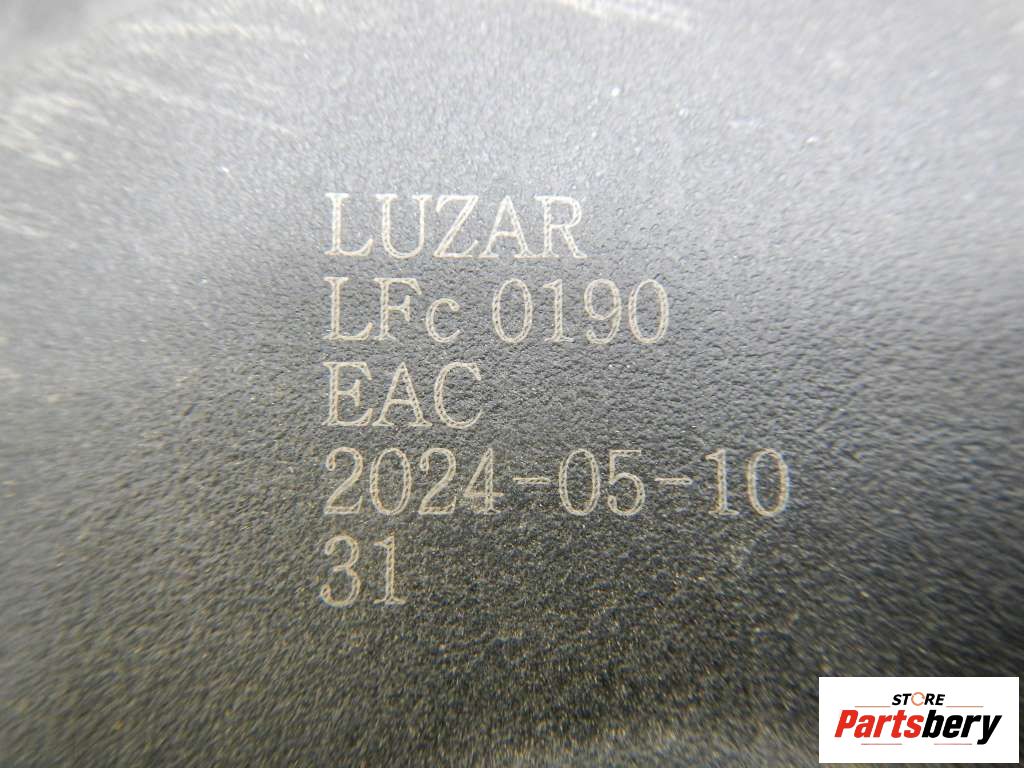 LUZAR
LFc 0190
EAC
2024-05-10
31
STORE
Partsbery